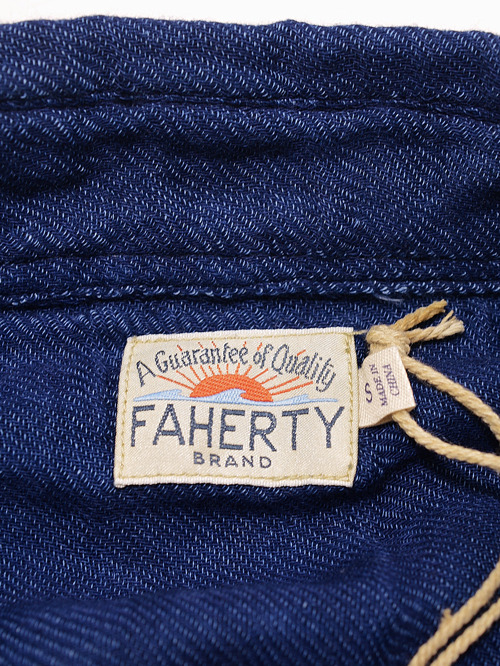 A Guarantee of Quality
FAHERTY
BRAND
S
MADE IN
CHINA